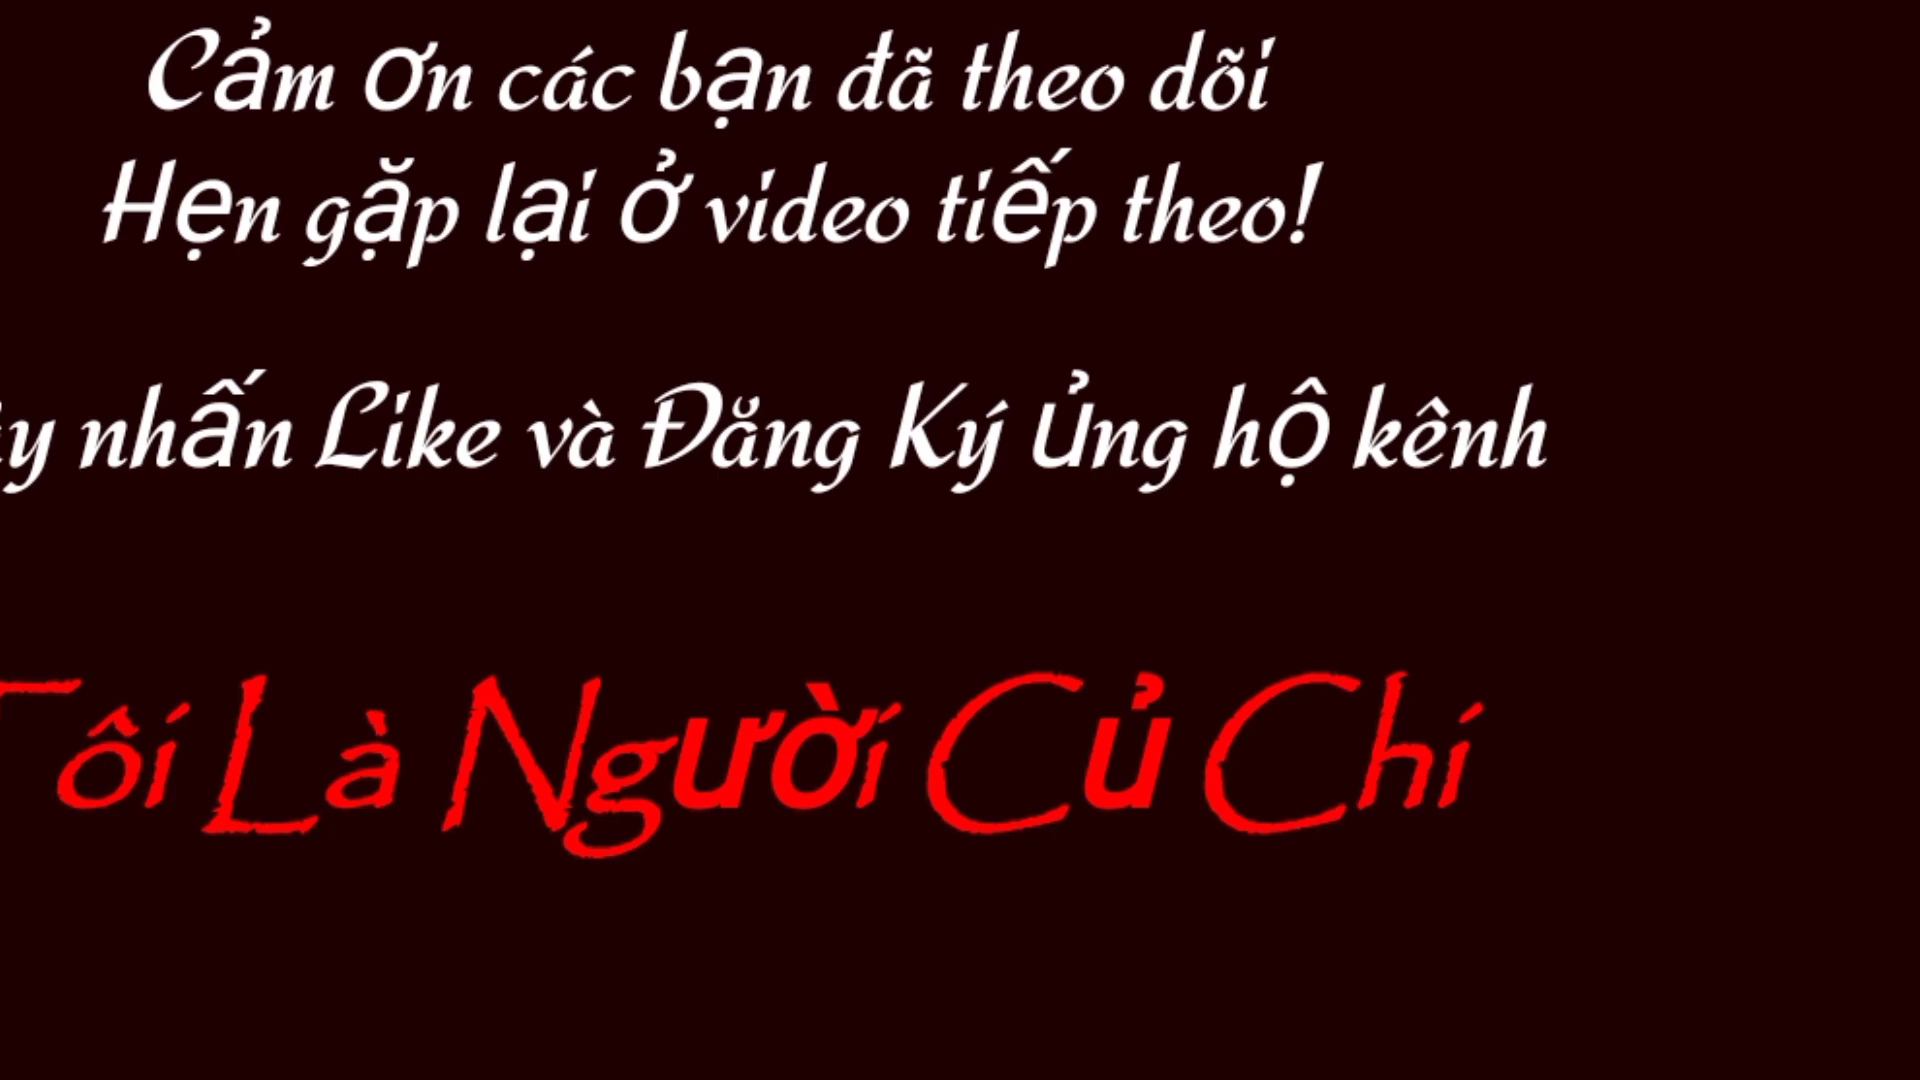 Cảm ơn các bạn đã theo dõi
Hẹn gặp lại ở video tiếp theo!
nhấn Like và Đăng Ký ủng hộ kênh
Tôi Là Người Củ Chi